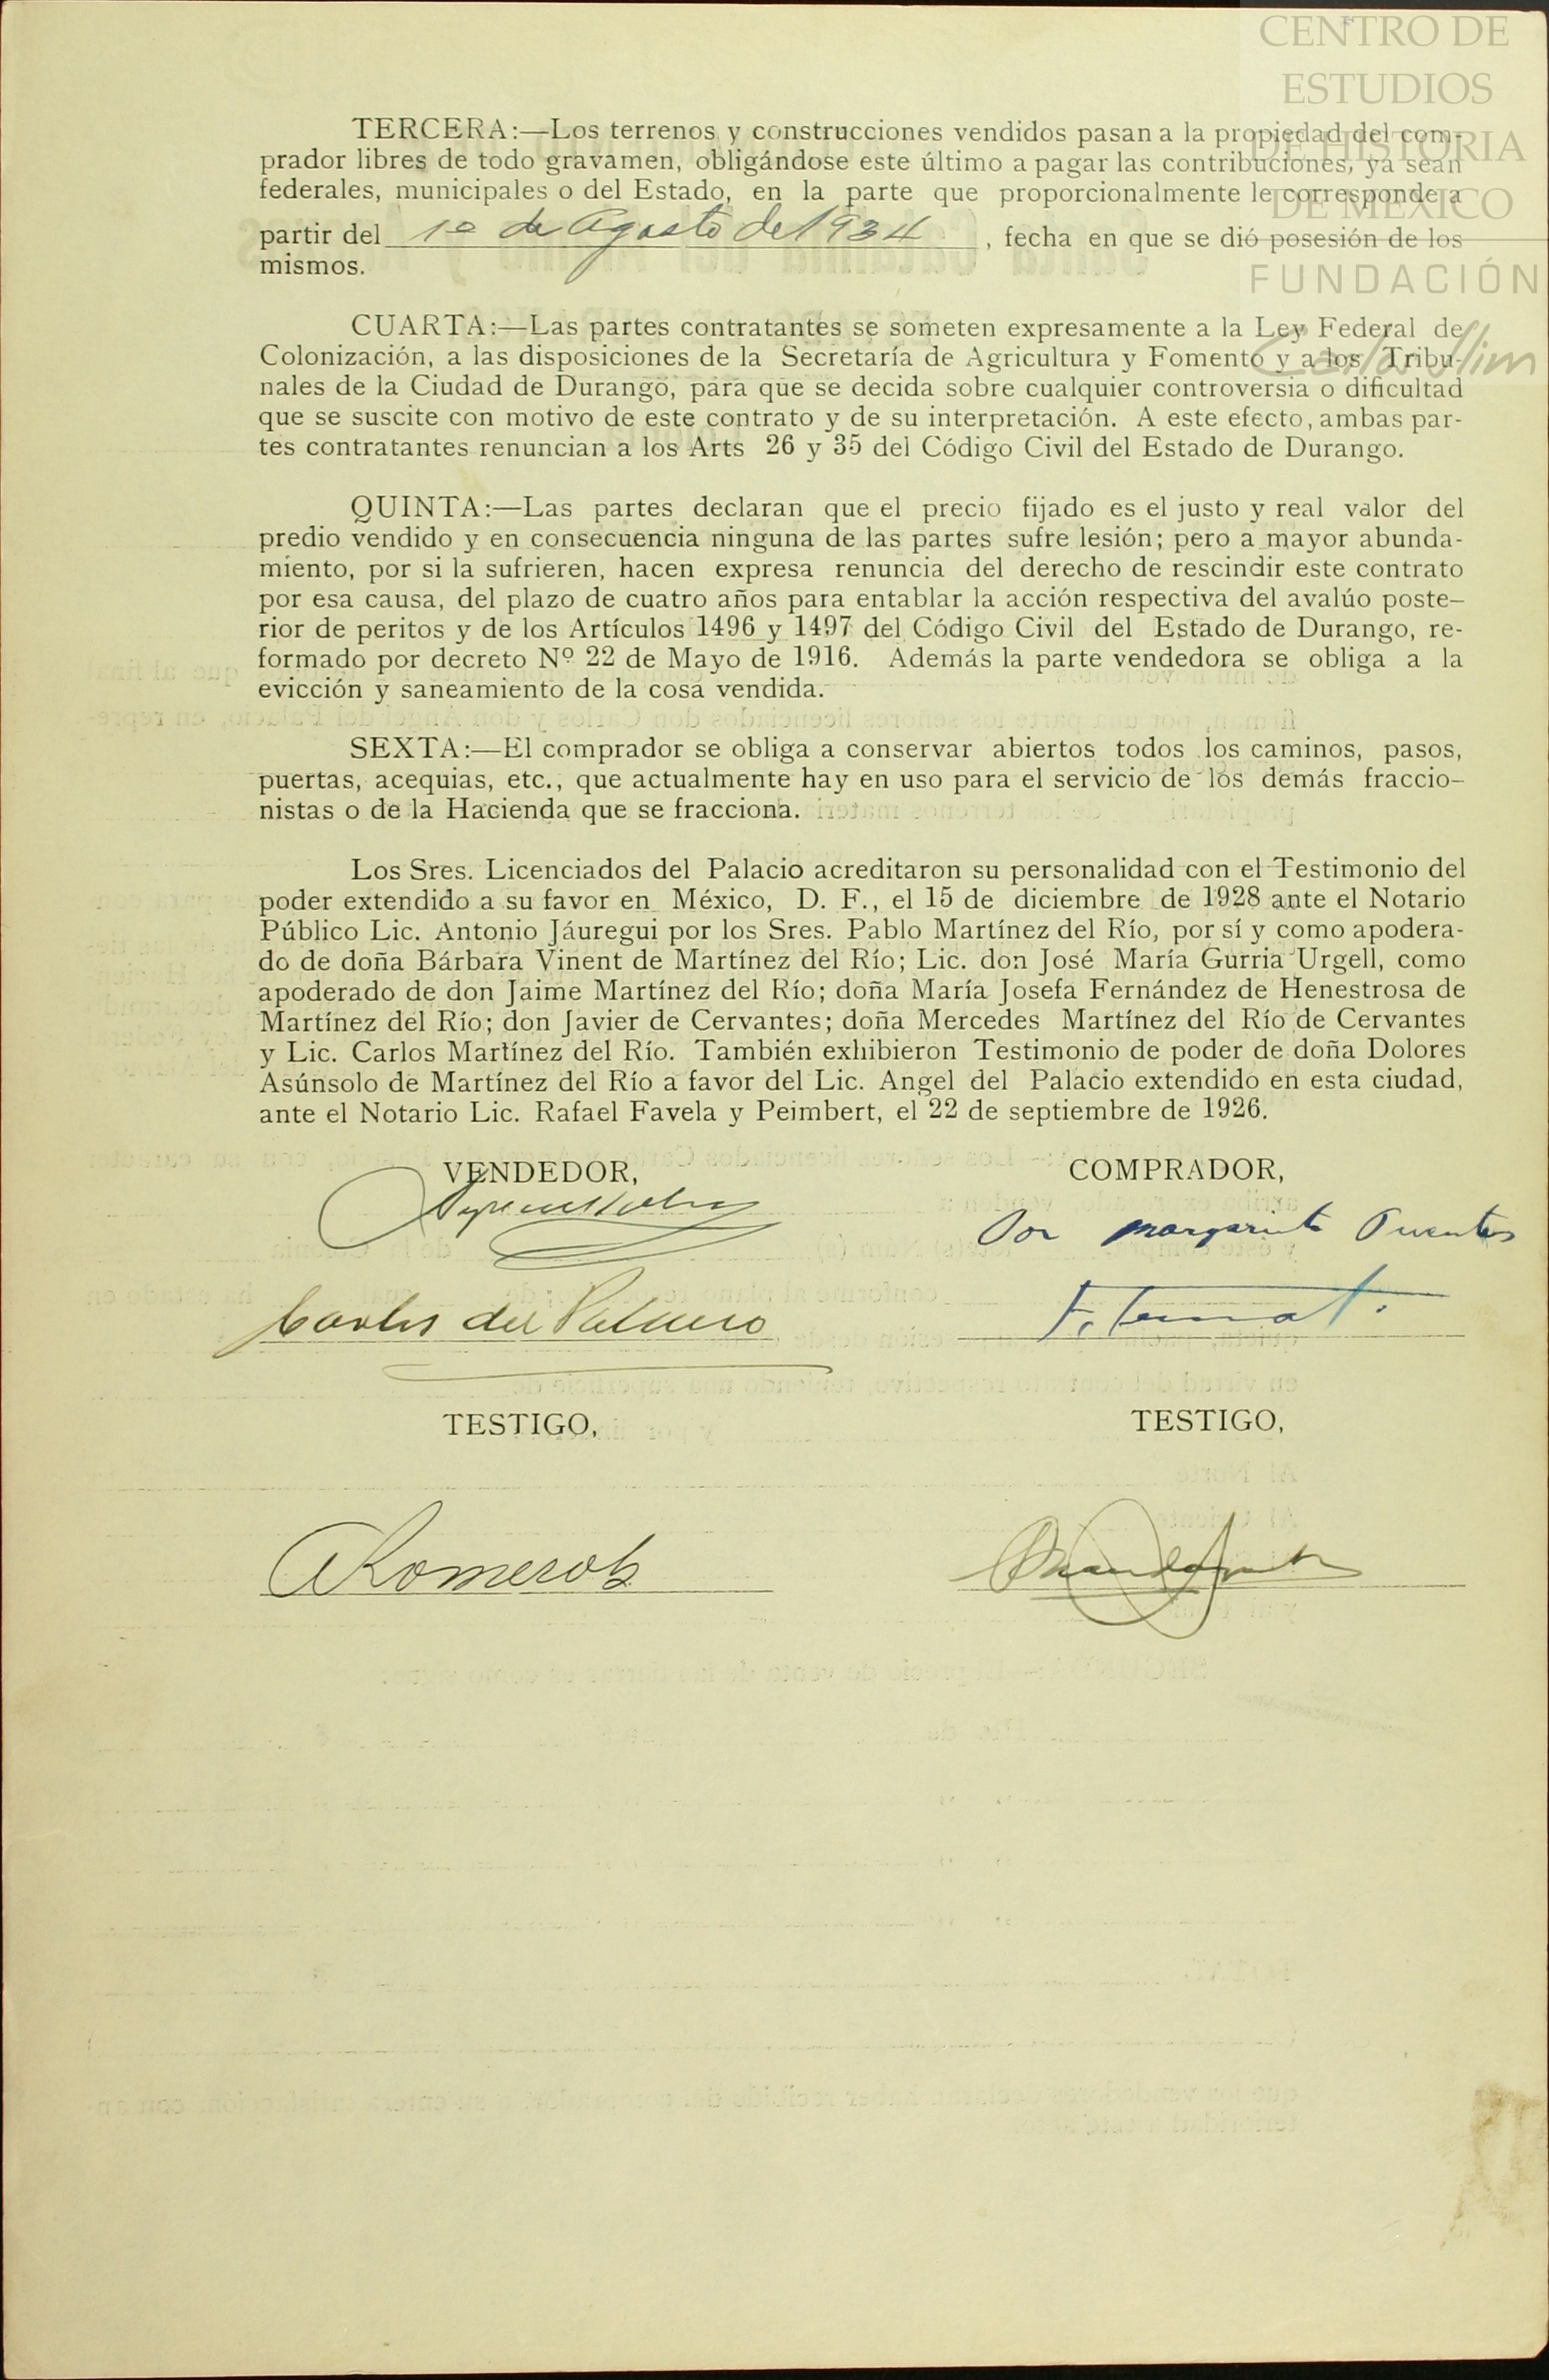 CENTRO DE
ESTUDIOS
DE HISTORIA
DE MÉXICO
FUNDACIÓN
Carlos Slim
TERCERA:—Los terrenos y construcciones vendidos pasan a la propiedad del com-
prador libres de todo gravamen, obligándose este último a pagar las contribuciones, ya sean
federales, municipales o del Estado, en la parte que proporcionalmente le corresponde a
partir del 1º de Agosto de 1934, fecha en que se dió posesión de los
mismos.
CUARTA:—Las partes contratantes se someten expresamente a la Ley Federal de
Colonización, a las disposiciones de la Secretaría de Agricultura y Fomento y a los Tribu-
nales de la Ciudad de Durango, para que se decida sobre cualquier controversia o dificultad
que se suscite con motivo de este contrato y de su interpretación. A este efecto, ambas par-
tes contratantes renuncian a los Arts 26 y 35 del Código Civil del Estado de Durango.
QUINTA:—Las partes declaran que el precio fijado es el justo y real valor del
predio vendido y en consecuencia ninguna de las partes sufre lesión; pero a mayor abunda-
miento, por si la sufrieren, hacen expresa renuncia del derecho de rescindir este contrato
por esa causa, del plazo de cuatro años para entablar la acción respectiva del avalúo poste-
rior de peritos y de los Artículos 1496 y 1497 del Código Civil del Estado de Durango, re-
formado por decreto Nº 22 de Mayo de 1916. Además la parte vendedora se obliga a la
evicción y saneamiento de la cosa vendida.
SEXTA:—El comprador se obliga a conservar abiertos todos los caminos, pasos,
puertas, acequias, etc., que actualmente hay en uso para el servicio de los demás fraccio-
nistas o de la Hacienda que se fracciona.
Los Sres. Licenciados del Palacio acreditaron su personalidad con el Testimonio del
poder extendido a su favor en México, D. F., el 15 de diciembre de 1928 ante el Notario
Público Lic. Antonio Jáuregui por los Sres. Pablo Martínez del Río, por sí y como apodera-
do de doña Bárbara Vinent de Martínez del Río; Lic. don José María Gurria Urgell, como
apoderado de don Jaime Martínez del Río; doña María Josefa Fernández de Henestrosa de
Martínez del Río; don Javier de Cervantes; doña Mercedes Martínez del Río de Cervantes
y Lic. Carlos Martínez del Río. También exhibieron Testimonio de poder de doña Dolores
Asúnsolo de Martínez del Río a favor del Lic. Angel del Palacio extendido en esta ciudad,
ante el Notario Lic. Rafael Favela y Peimbert, el 22 de septiembre de 1926.
VENDEDOR,
COMPRADOR,
Por Margarito Puentes
Carlos del Palacio
TESTIGO,
TESTIGO,